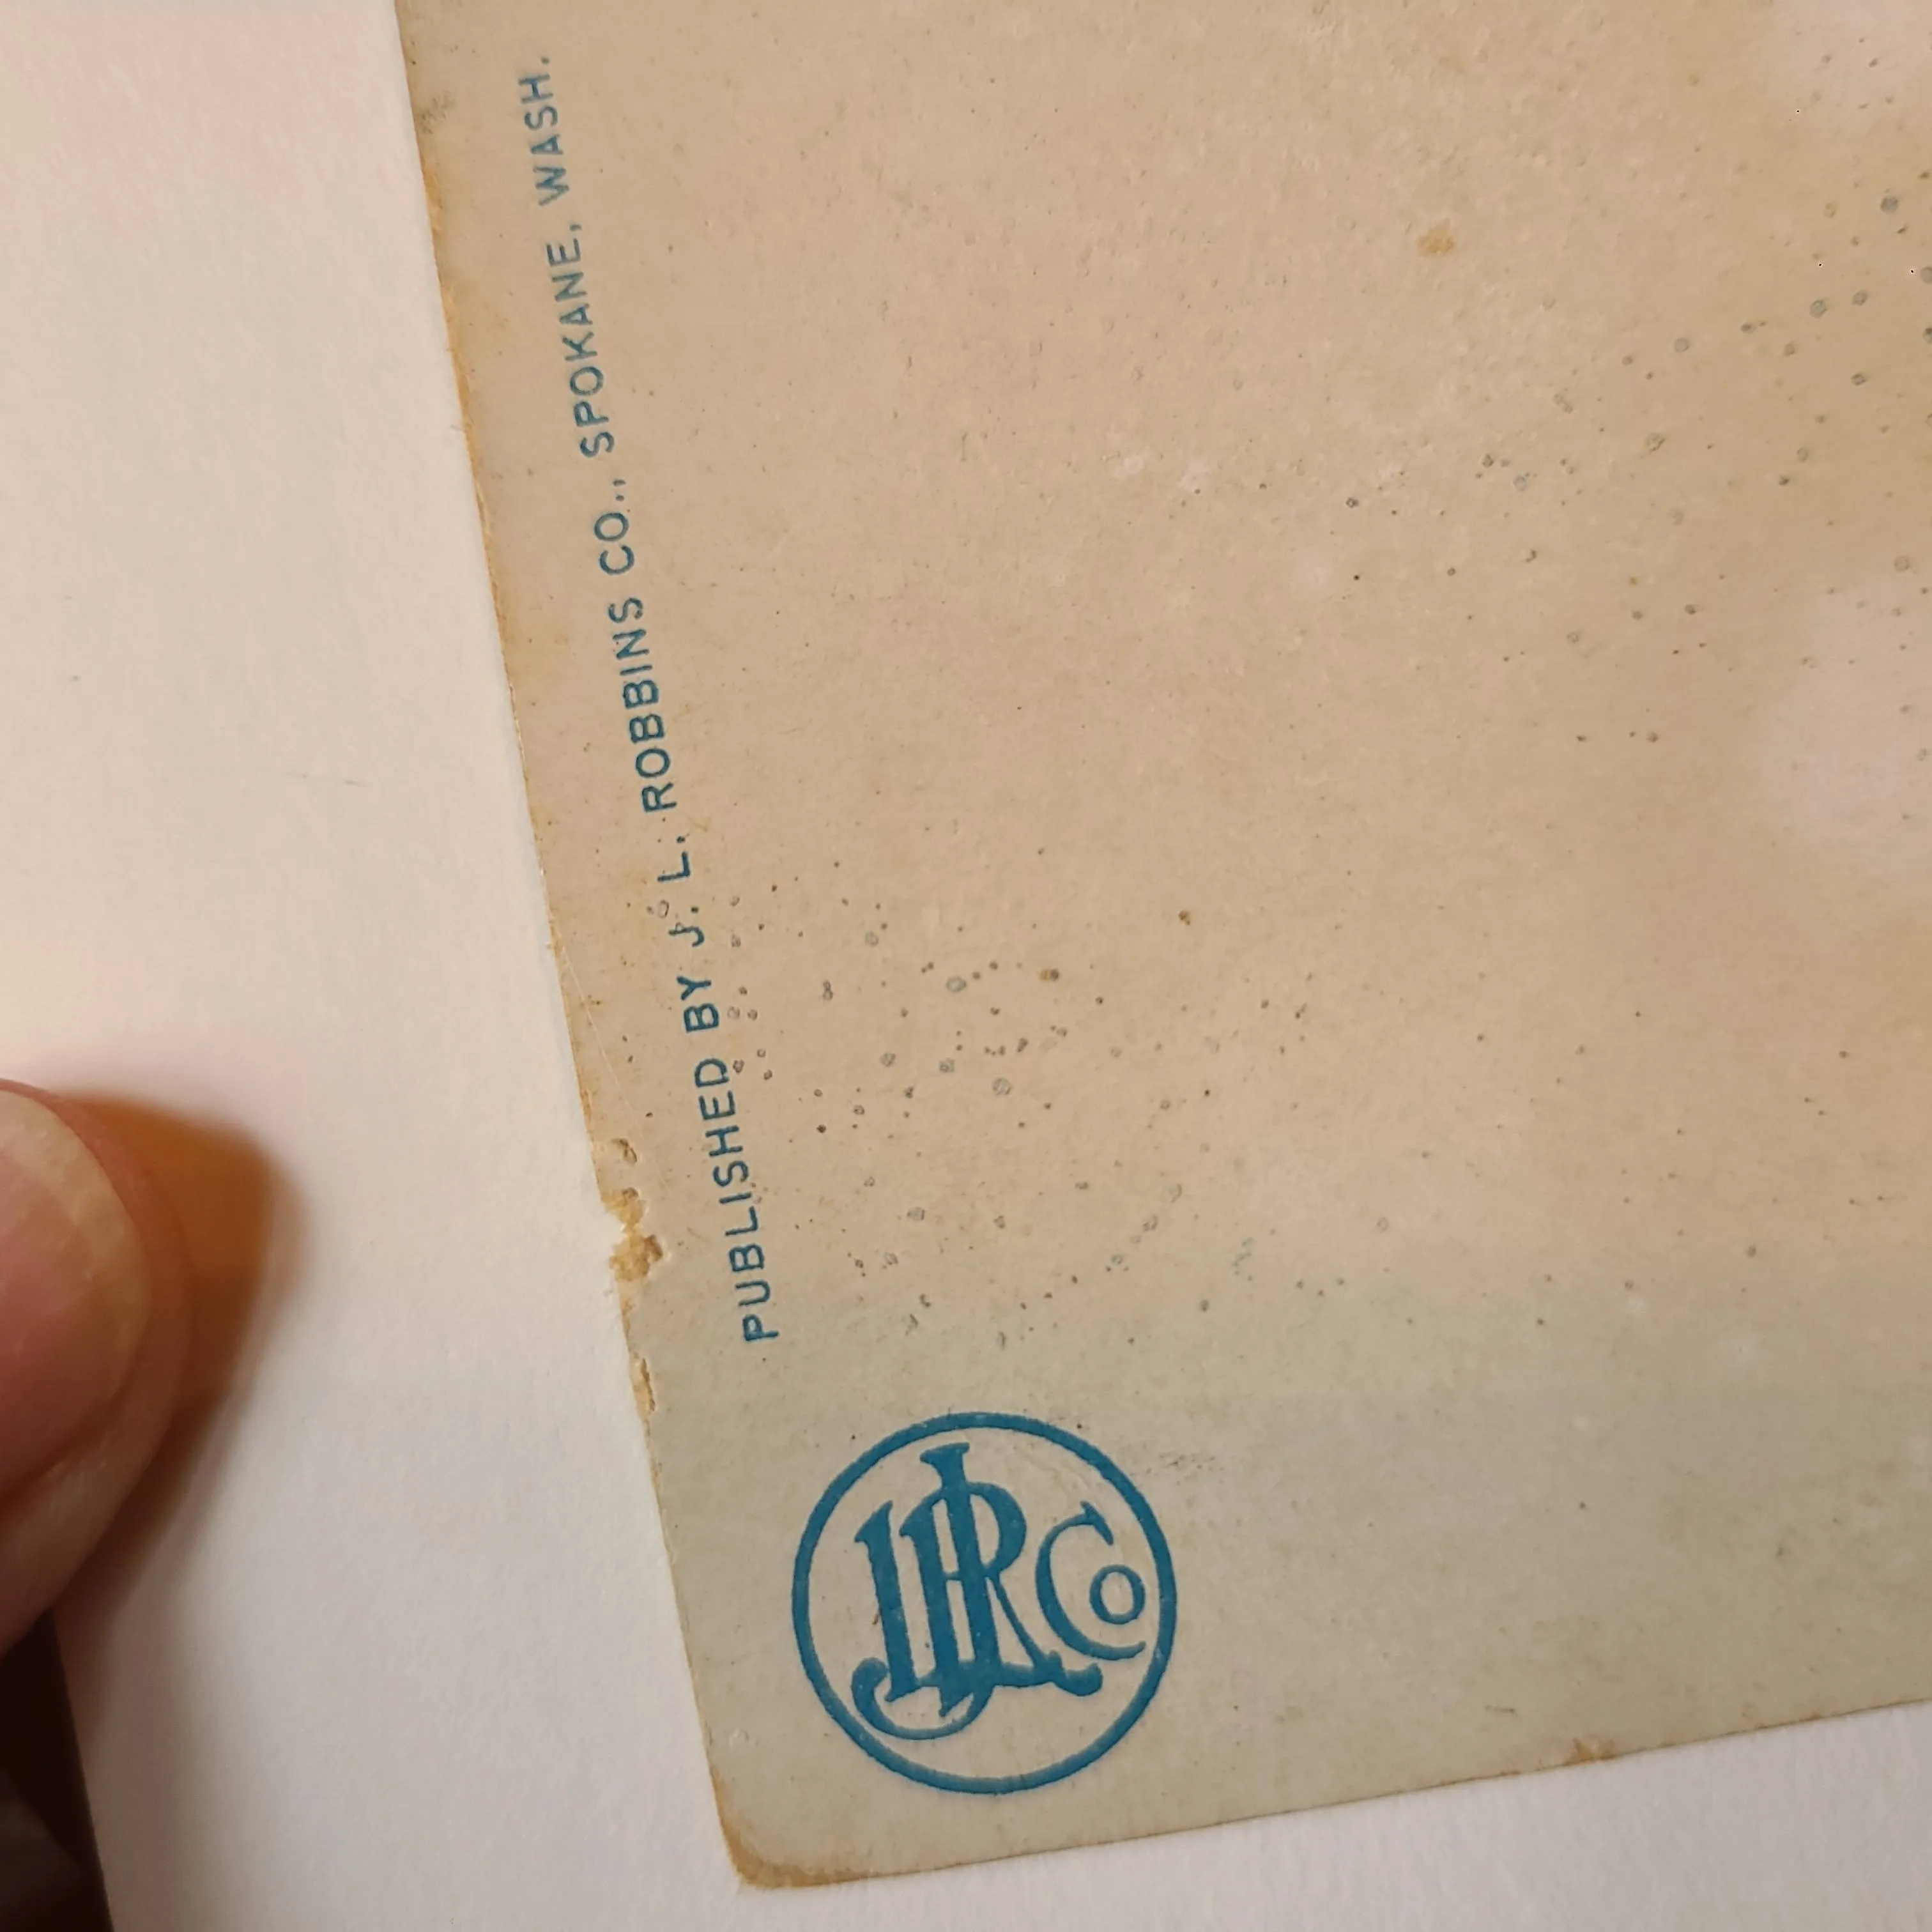 PUBLISHED BY J. L. ROBBINS CO., SPOKANE, WASH.
JLRCo